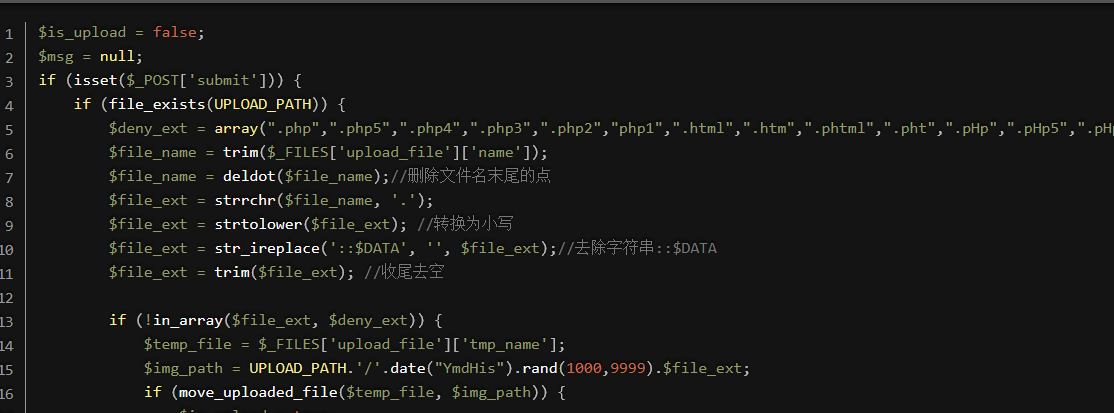 1 $is_upload = false;
2 $msg = null;
3 if (isset($_POST['submit'])) {
4 if (file_exists(UPLOAD_PATH)) {
5 $deny_ext = array(".php",".php5",".php4",".php3",".php2","php1",".html",".htm",".phtml",".pht",".pHp",".pHp5",".pHp
6 $file_name = trim($_FILES['upload_file']['name']);
7 $file_name = deldot($file_name);//删除文件名末尾的点
8 $file_ext = strrchr($file_name, '.');
9 $file_ext = strtolower($file_ext); //转换为小写
10 $file_ext = str_ireplace('::$DATA', '', $file_ext);//去除字符串::$DATA
11 $file_ext = trim($file_ext); //收尾去空
12
13 if (!in_array($file_ext, $deny_ext)) {
14 $temp_file = $_FILES['upload_file']['tmp_name'];
15 $img_path = UPLOAD_PATH.'/'.date("YmdHis").rand(1000,9999).$file_ext;
16 if (move_uploaded_file($temp_file, $img_path)) {